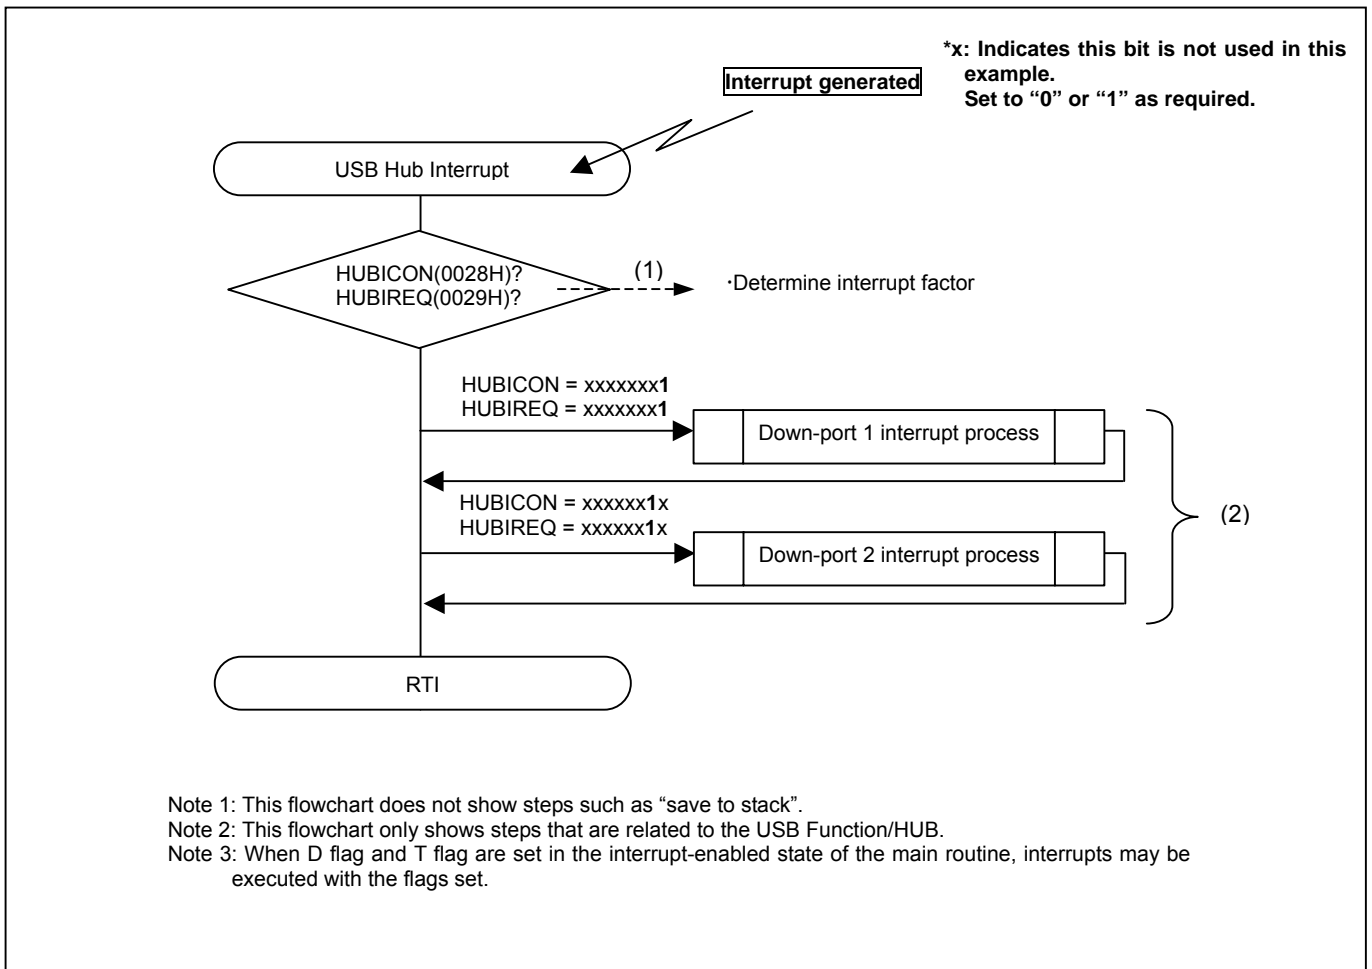 *x: Indicates this bit is not used in this
example.
Set to “0” or “1” as required.
Interrupt generated
USB Hub Interrupt
HUBICON(0028H)?
HUBIREQ(0029H)?
(1)
·Determine interrupt factor
HUBICON = xxxxxxx1
HUBIREQ = xxxxxxx1
Down-port 1 interrupt process
HUBICON = xxxxxx1x
HUBIREQ = xxxxxx1x
Down-port 2 interrupt process
(2)
RTI
Note 1: This flowchart does not show steps such as “save to stack”.
Note 2: This flowchart only shows steps that are related to the USB Function/HUB.
Note 3: When D flag and T flag are set in the interrupt-enabled state of the main routine, interrupts may be
executed with the flags set.